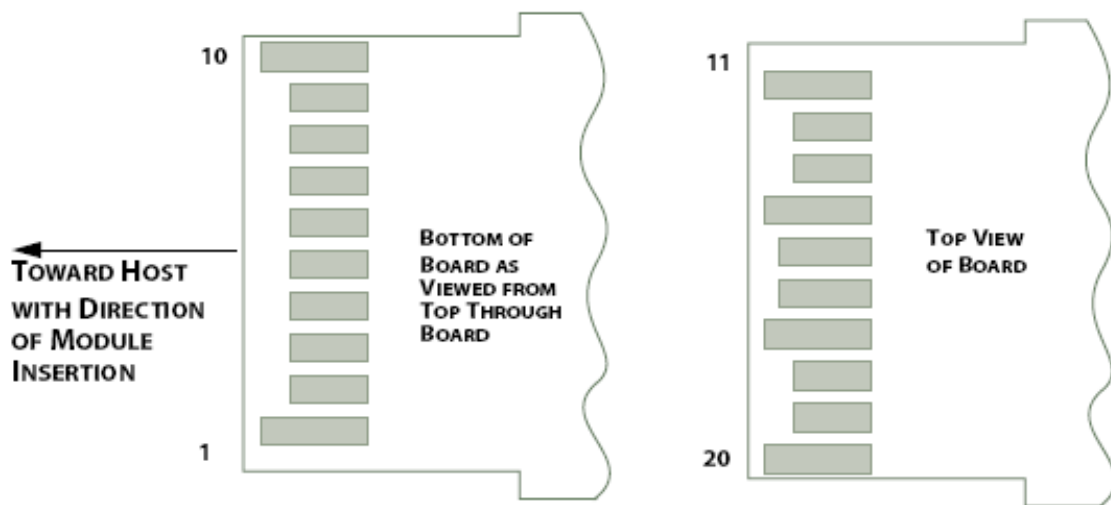 10
1
TOWARD HOST
WITH DIRECTION
OF MODULE
INSERTION
BOTTOM OF
BOARD AS
VIEWED FROM
TOP THROUGH
BOARD
11
20
TOP VIEW
OF BOARD